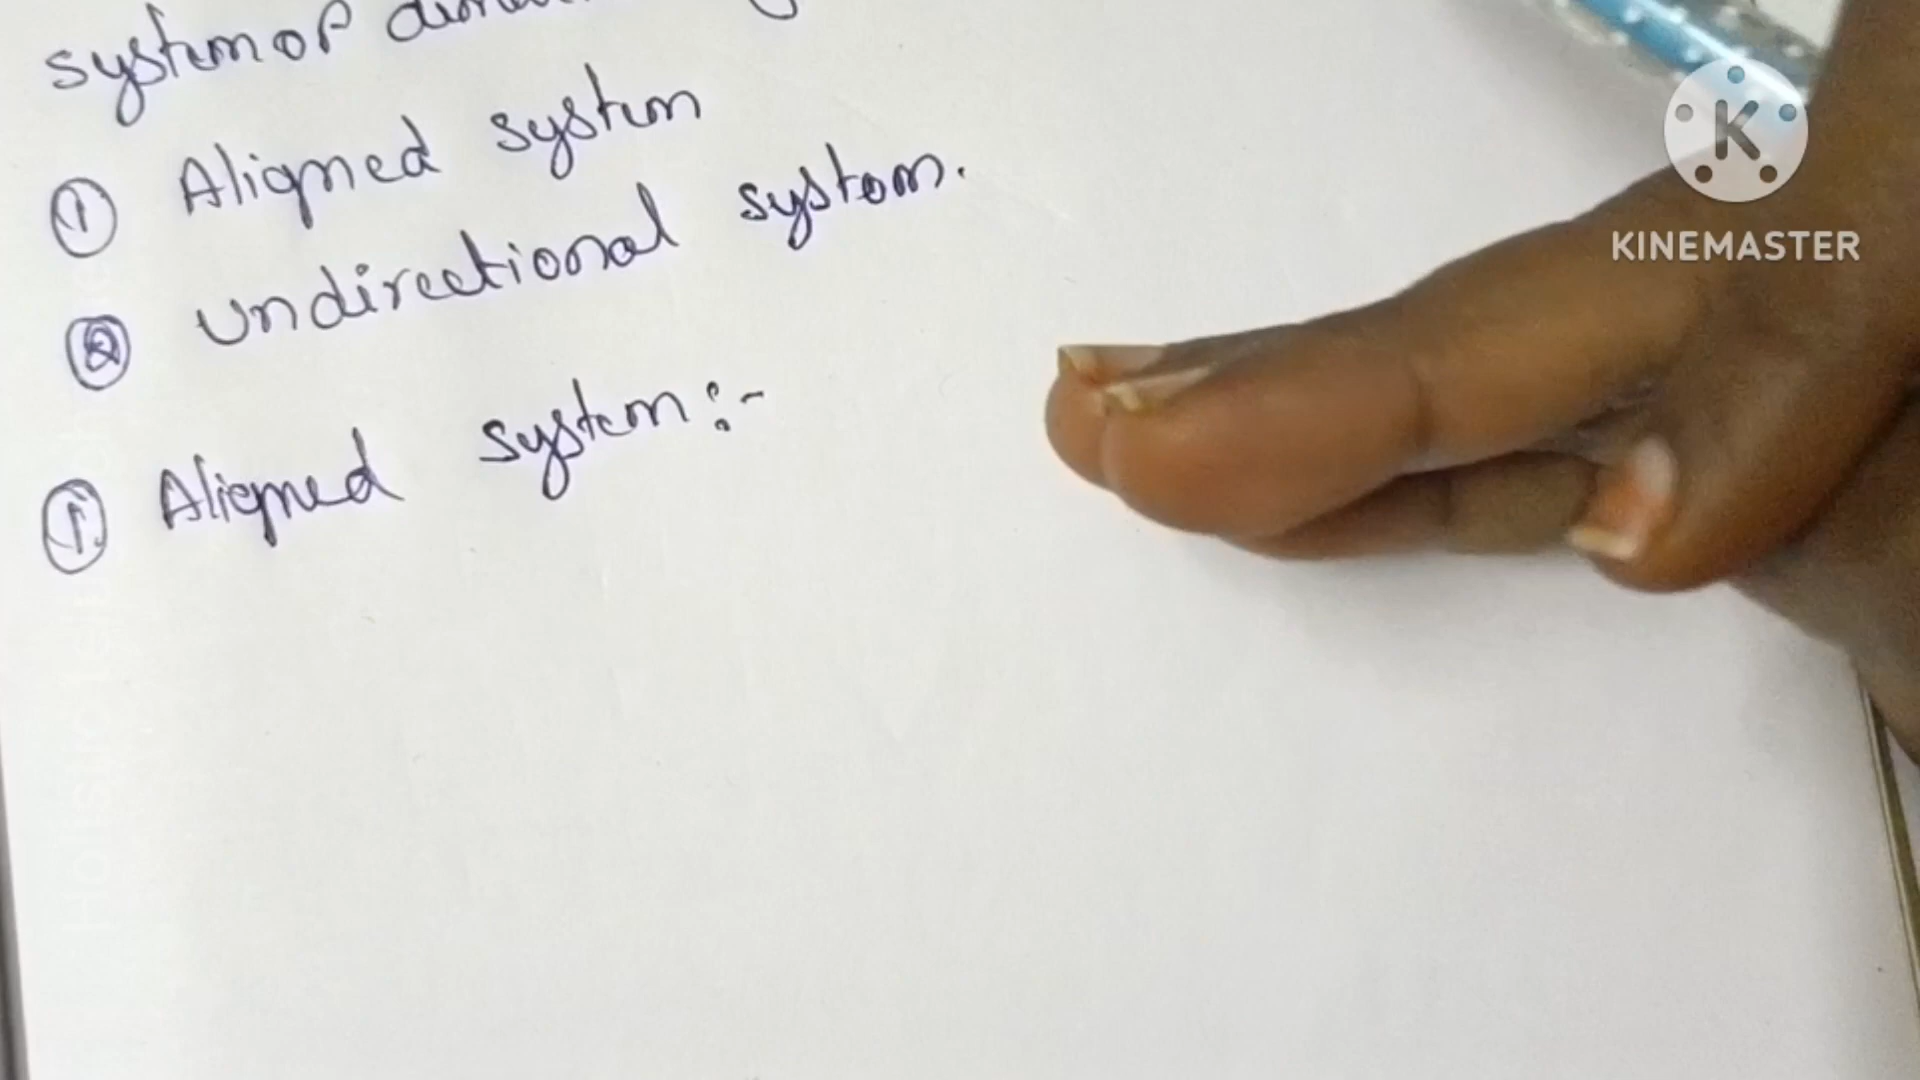 system of
① Aligned system
② undirectional system.
① Aligned system:-
K
KINEMASTER